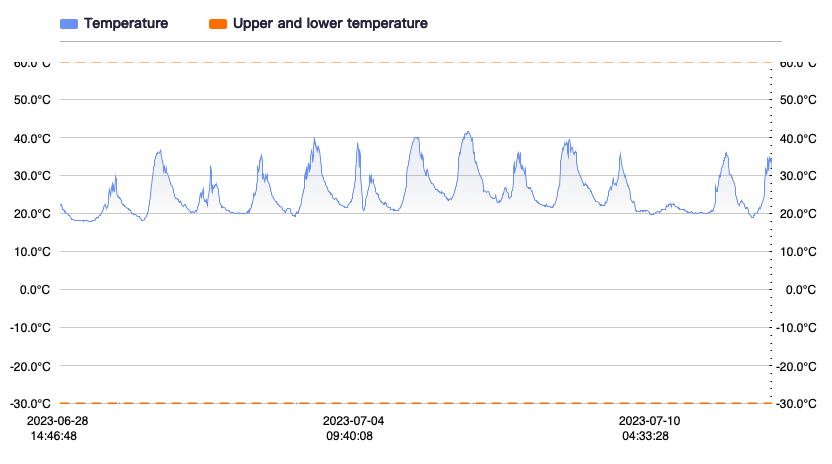 Temperature Upper and lower temperature
60.0°C 60.0°C
50.0°C 50.0°C
40.0°C 40.0°C
30.0°C 30.0°C
20.0°C 20.0°C
10.0°C 10.0°C
0.0°C 0.0°C
-10.0°C -10.0°C
-20.0°C -20.0°C
-30.0°C -30.0°C
2023-06-28 2023-07-04 2023-07-10
14:46:48 09:40:08 04:33:28